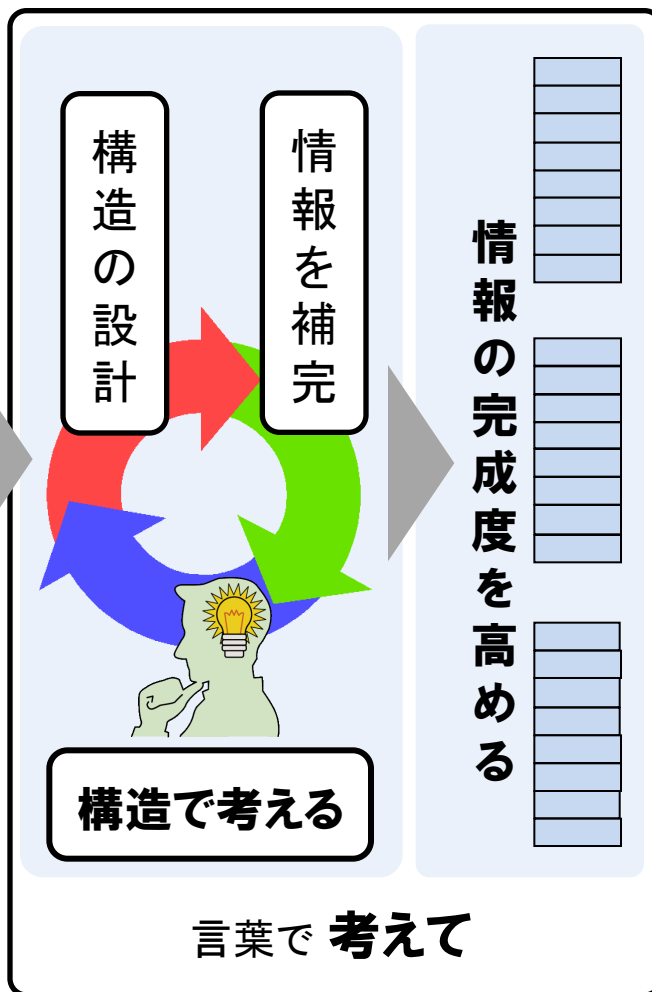 構造の設計
情報を補完
構造で考える
情報の完成度を高める
言葉で 考えて